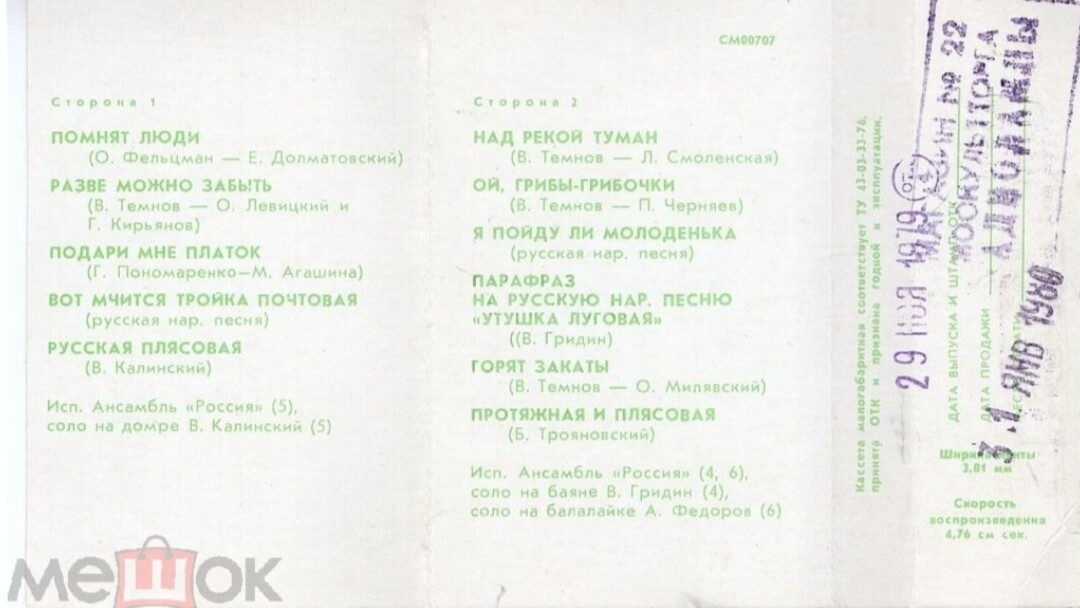 СМ00707
Сторона 1
ПОМНЯТ ЛЮДИ
(О. Фельцман — Е. Долматовский)
РАЗВЕ МОЖНО ЗАБЫТЬ
(В. Темнов — О. Левицкий и
Г. Кирьянов)
ПОДАРИ МНЕ ПЛАТОК
(Г. Пономаренко—М. Агашина)
ВОТ МЧИТСЯ ТРОЙКА ПОЧТОВАЯ
(русская нар. песня)
РУССКАЯ ПЛЯСОВАЯ
(В. Калинский)
Исп. Ансамбль «Россия» (5),
соло на домре В. Калинский (5)
Сторона 2
НАД РЕКОЙ ТУМАН
(В. Темнов — Л. Смоленская)
ОЙ, ГРИБЫ-ГРИБОЧКИ
(В. Темнов — П. Черняев)
Я ПОЙДУ ЛИ МОЛОДЕНЬКА
(русская нар. песня)
ПАРАФРАЗ
НА РУССКУЮ НАР. ПЕСНЮ
«УТУШКА ЛУГОВАЯ»
((В. Гридин)
ГОРЯТ ЗАКАТЫ
(В. Темнов — О. Милявский)
ПРОТЯЖНАЯ И ПЛЯСОВАЯ
(Б. Трояновский)
Исп. Ансамбль «Россия» (4, 6),
соло на баяне В. Гридин (4),
соло на балалайке А. Федоров (6)
Кассета малогабаритная соответствует ТУ 43-03-33-76,
принята ОТК и признана годной к эксплуатации.
29 НОЯ 1979
МАГАЗИН № 22
МОСКУЛЬТТОРГА
ДАТА ВЫПУСКА И ШТАМП ОТК
ДАТА ПРОДАЖИ
31 ЯНВ 1980
Ширина ленты
3,81 мм
Скорость
воспроизведения
4,76 см сек.
мешок